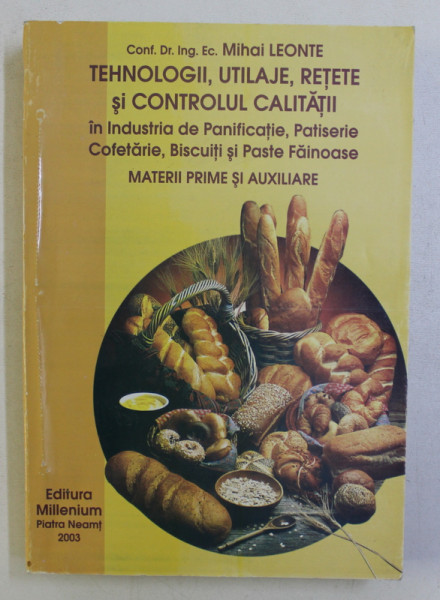 Conf. Dr. Ing. Ec. Mihai LEONTE
TEHNOLOGII, UTILAJE, REȚETE
și CONTROLUL CALITĂȚII
în Industria de Panificație, Patiserie
Cofetărie, Biscuiți și Paste Făinoase
MATERII PRIME ȘI AUXILIARE
Editura
Millenium
Piatra Neamț
2003